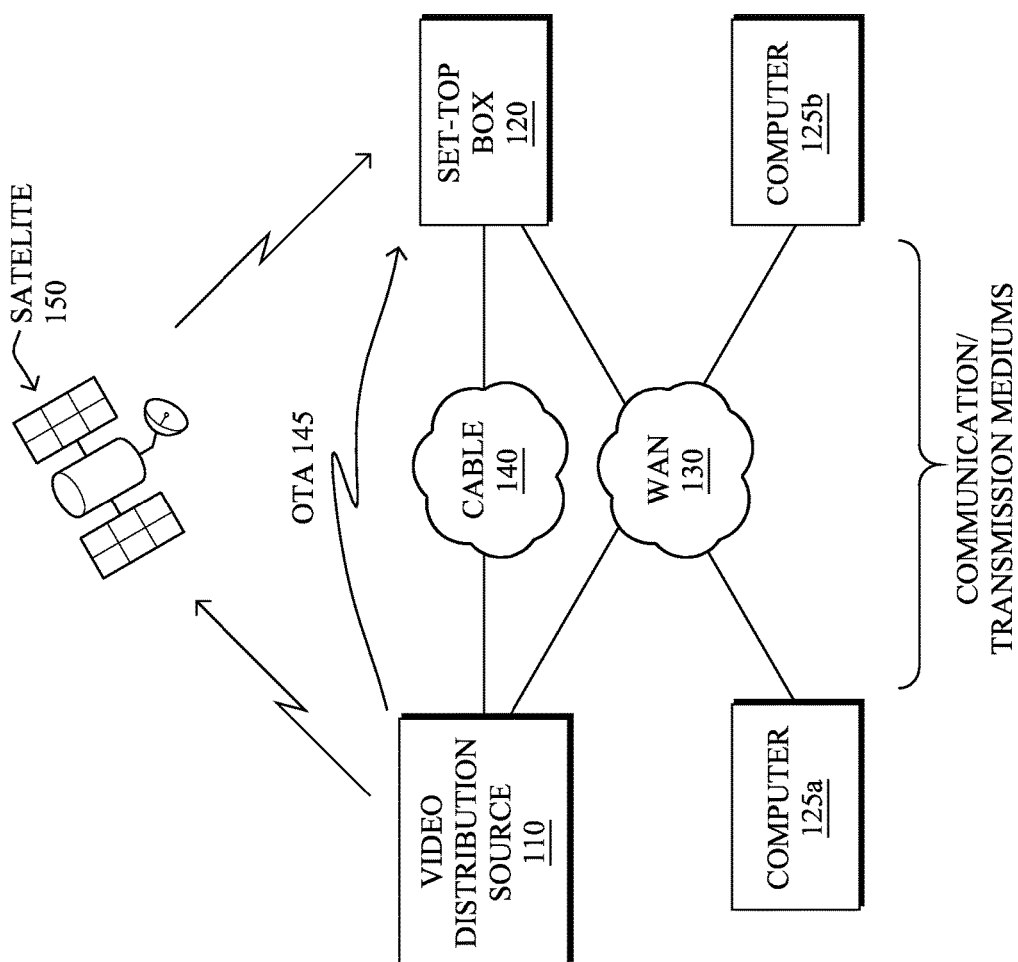 SATELITE
150
OTA 145
VIDEO
DISTRIBUTION
SOURCE
110
CABLE
140
SET-TOP
BOX
120
WAN
130
COMPUTER
125a
COMPUTER
125b
COMMUNICATION/
TRANSMISSION MEDIUMS